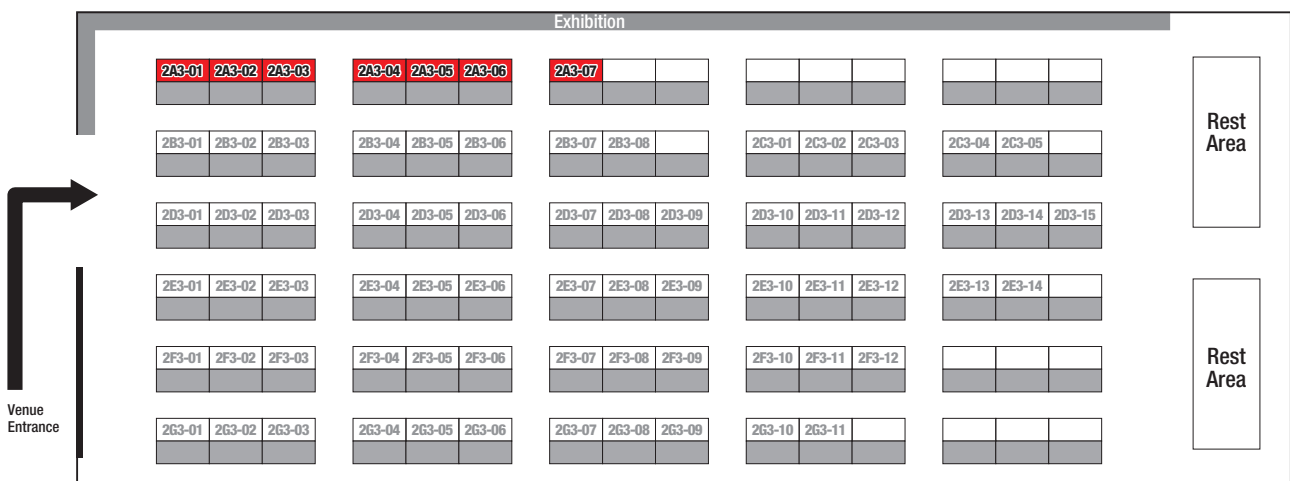 Exhibition
2A3-01 2A3-02 2A3-03 2A3-04 2A3-05 2A3-06 2A3-07
2B3-01 2B3-02 2B3-03 2B3-04 2B3-05 2B3-06 2B3-07 2B3-08 2C3-01 2C3-02 2C3-03 2C3-04 2C3-05
Rest
Area
2D3-01 2D3-02 2D3-03 2D3-04 2D3-05 2D3-06 2D3-07 2D3-08 2D3-09 2D3-10 2D3-11 2D3-12 2D3-13 2D3-14 2D3-15
2E3-01 2E3-02 2E3-03 2E3-04 2E3-05 2E3-06 2E3-07 2E3-08 2E3-09 2E3-10 2E3-11 2E3-12 2E3-13 2E3-14
2F3-01 2F3-02 2F3-03 2F3-04 2F3-05 2F3-06 2F3-07 2F3-08 2F3-09 2F3-10 2F3-11 2F3-12
Rest
Area
Venue
Entrance
2G3-01 2G3-02 2G3-03 2G3-04 2G3-05 2G3-06 2G3-07 2G3-08 2G3-09 2G3-10 2G3-11